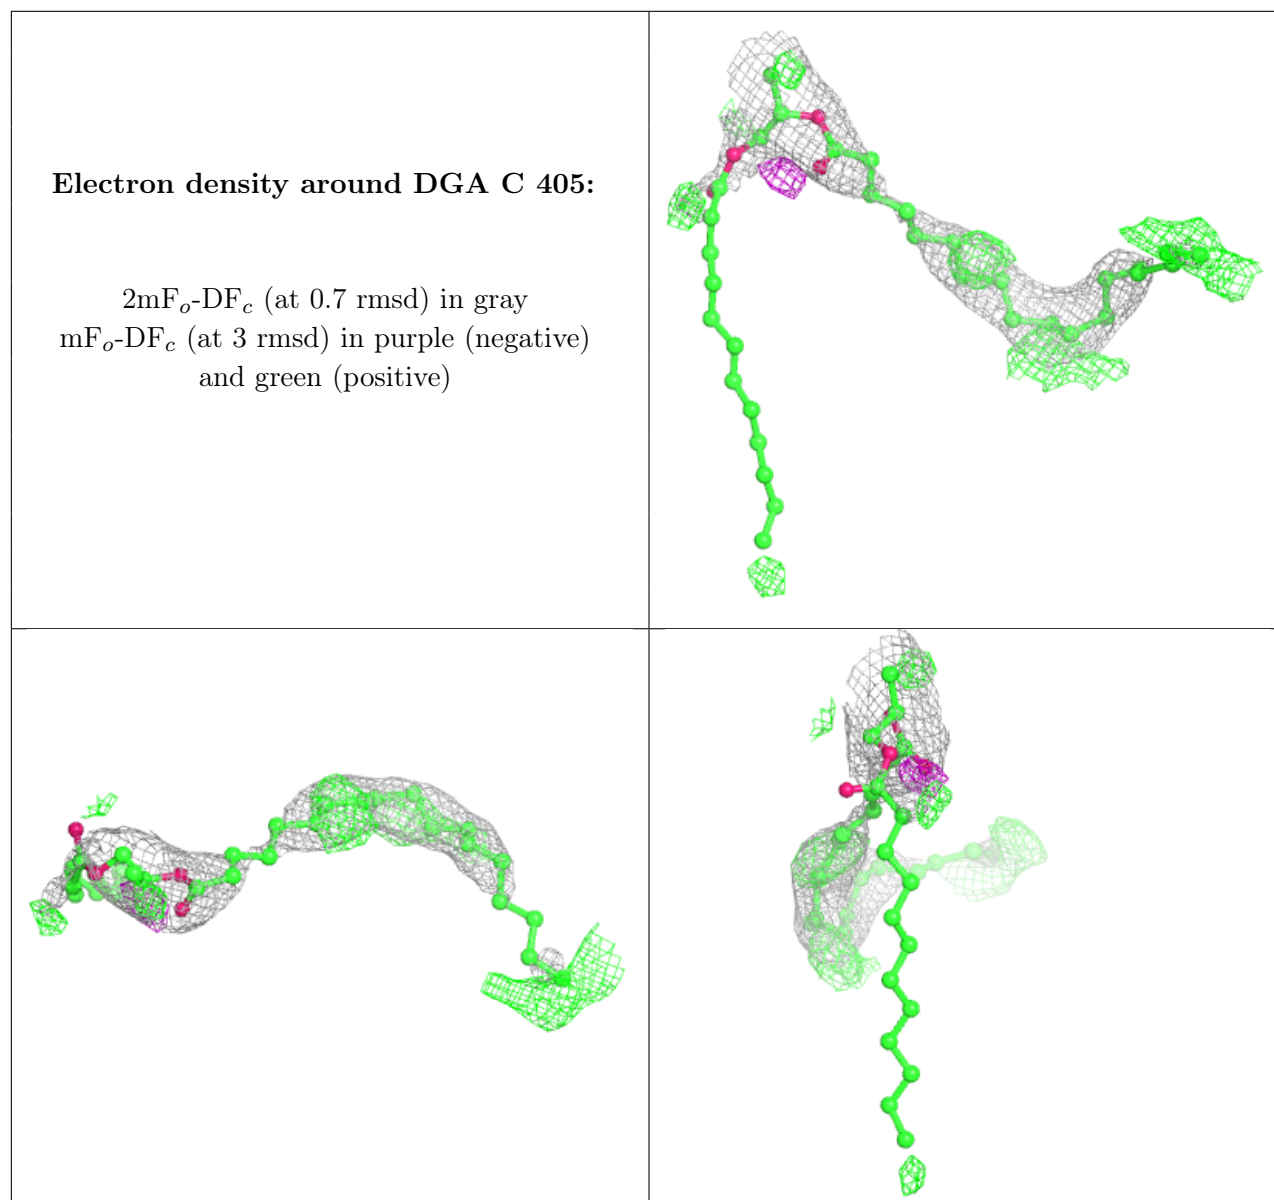 Electron density around DGA C 405:
2mFₒ-DF𝒸 (at 0.7 rmsd) in gray
mFₒ-DF𝒸 (at 3 rmsd) in purple (negative)
and green (positive)